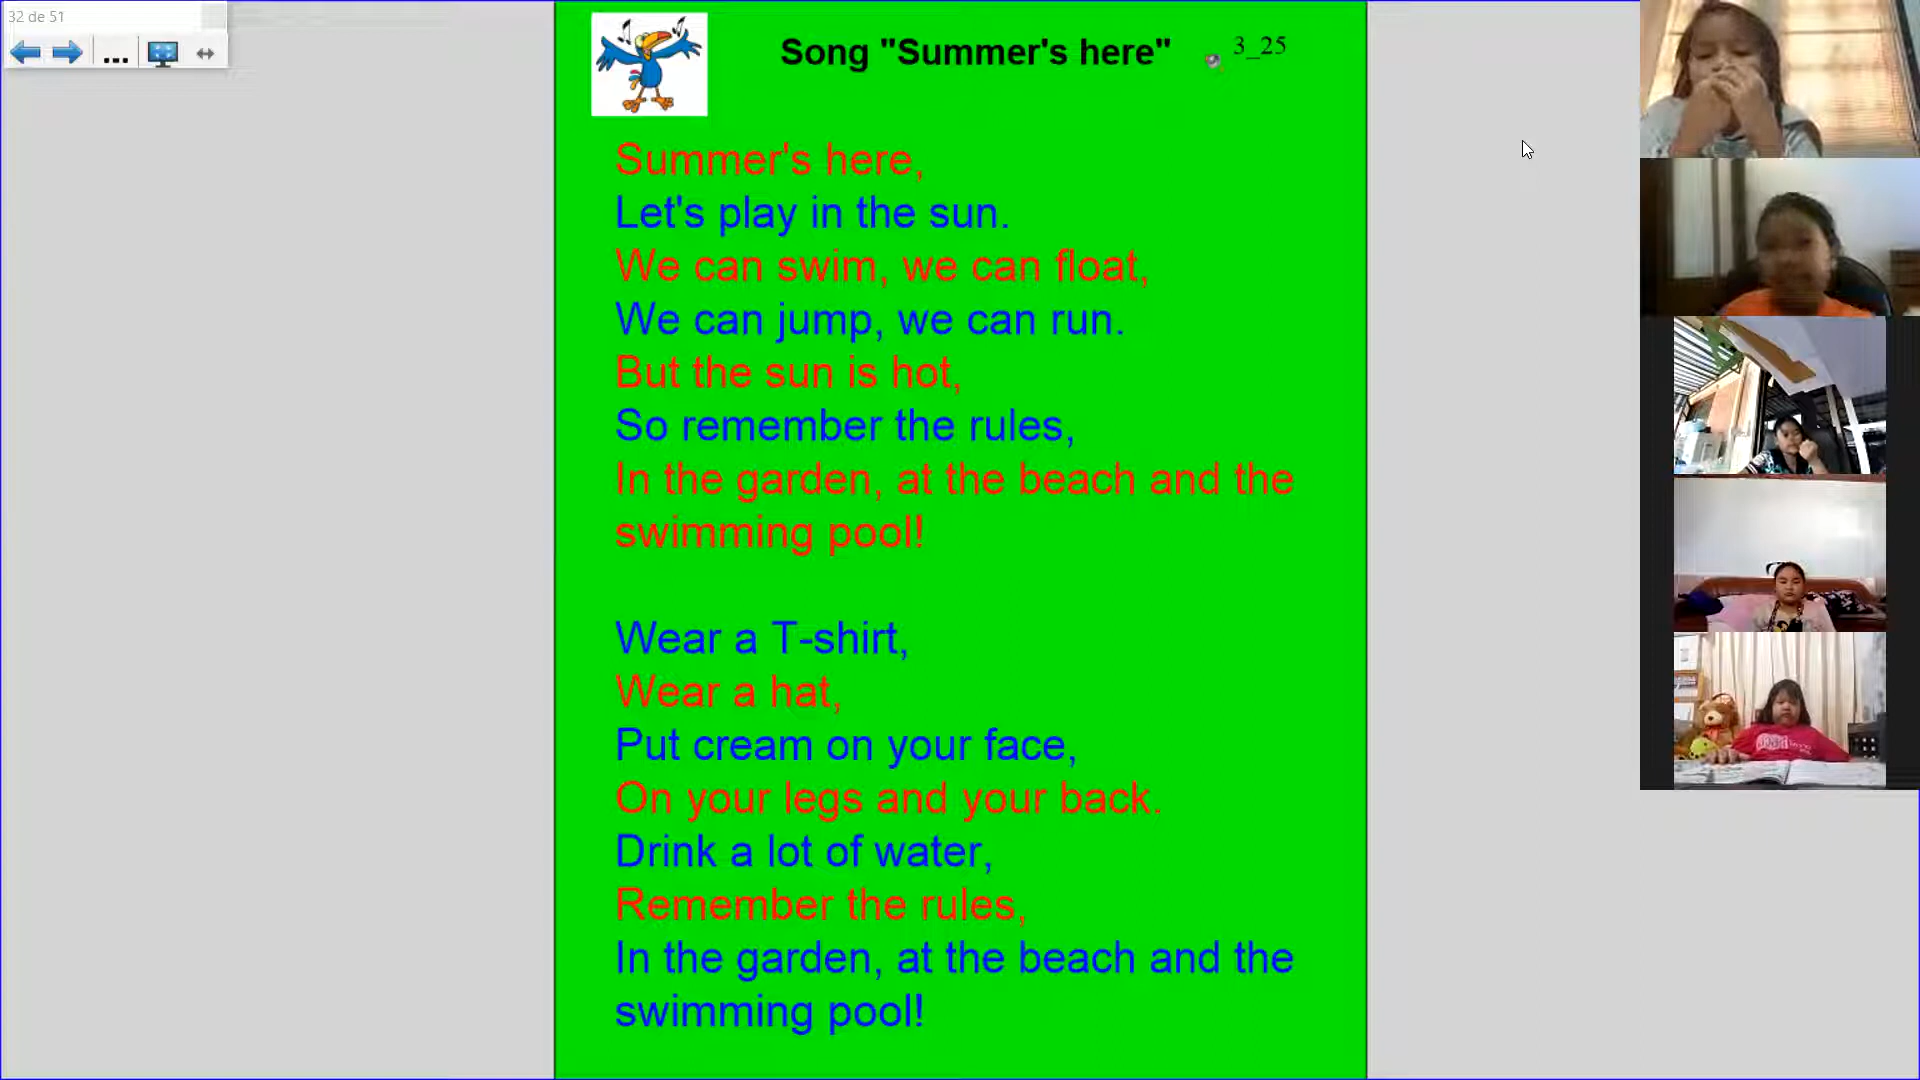 32 de 51
...
Song "Summer's here"
3_25
Summer's here,
Let's play in the sun.
We can swim, we can float,
We can jump, we can run.
But the sun is hot,
So remember the rules,
In the garden, at the beach and the
swimming pool!
Wear a T-shirt,
Wear a hat,
Put cream on your face,
On your legs and your back.
Drink a lot of water,
Remember the rules,
In the garden, at the beach and the
swimming pool!